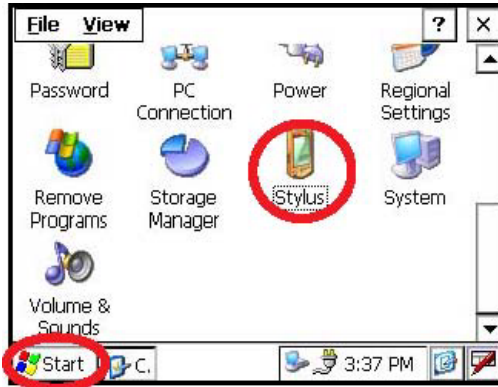 File View ? ×
Password
PC
Connection
Power
Regional
Settings
Remove
Programs
Storage
Manager
Stylus
System
Volume &
Sounds
Start C. 3:37 PM